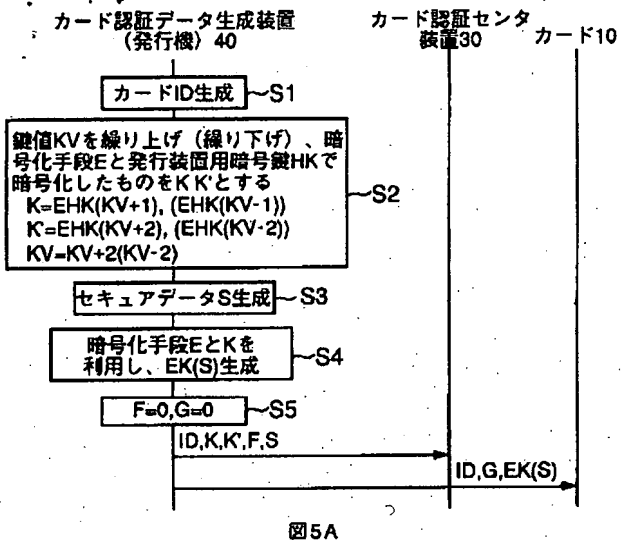 カード認証データ生成装置
(発行機) 40
カード認証センタ
装置30
カード10
カードID生成
S1
鍵値KVを繰り上げ(繰り下げ)、暗
号化手段Eと発行装置用暗号鍵HKで
暗号化したものをK K'とする
K=EHK(KV+1), (EHK(KV-1))
K'=EHK(KV+2), (EHK(KV-2))
KV=KV+2(KV-2)
S2
セキュアデータS生成
S3
暗号化手段EとKを
利用し、EK(S)生成
S4
F=0,G=0
S5
ID,K,K',F,S
ID,G,EK(S)
図5A